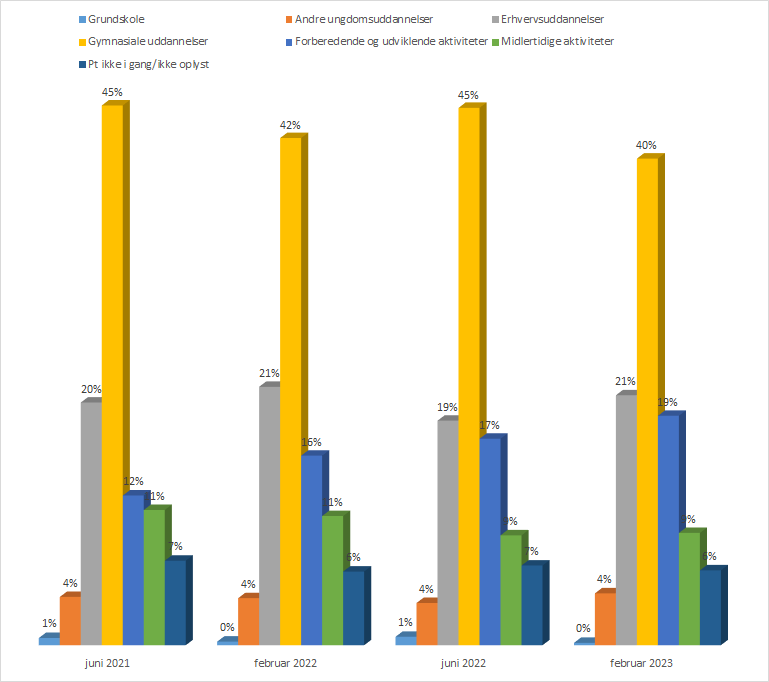 Grundskole
Andre ungdomsuddannelser
Erhvervsuddannelser
Gymnasiale uddannelser
Forberedende og udviklende aktiviteter
Midlertidige aktiviteter
Pt ikke i gang/ikke oplyst
45%
42%
45%
40%
20%
21%
19%
21%
12%
16%
17%
19%
7%
6%
7%
6%
4%
4%
4%
4%
1%
0%
1%
0%
juni 2021
februar 2022
juni 2022
februar 2023